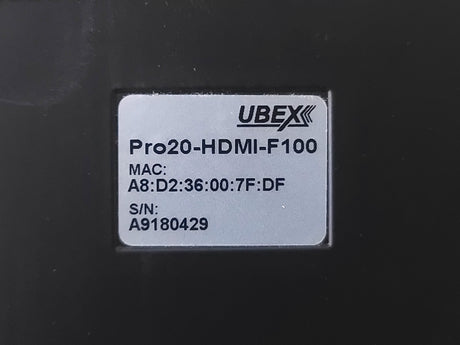 UBEX
Pro20-HDMI-F100
MAC:
A8:D2:36:00:7F:DF
S/N:
A9180429